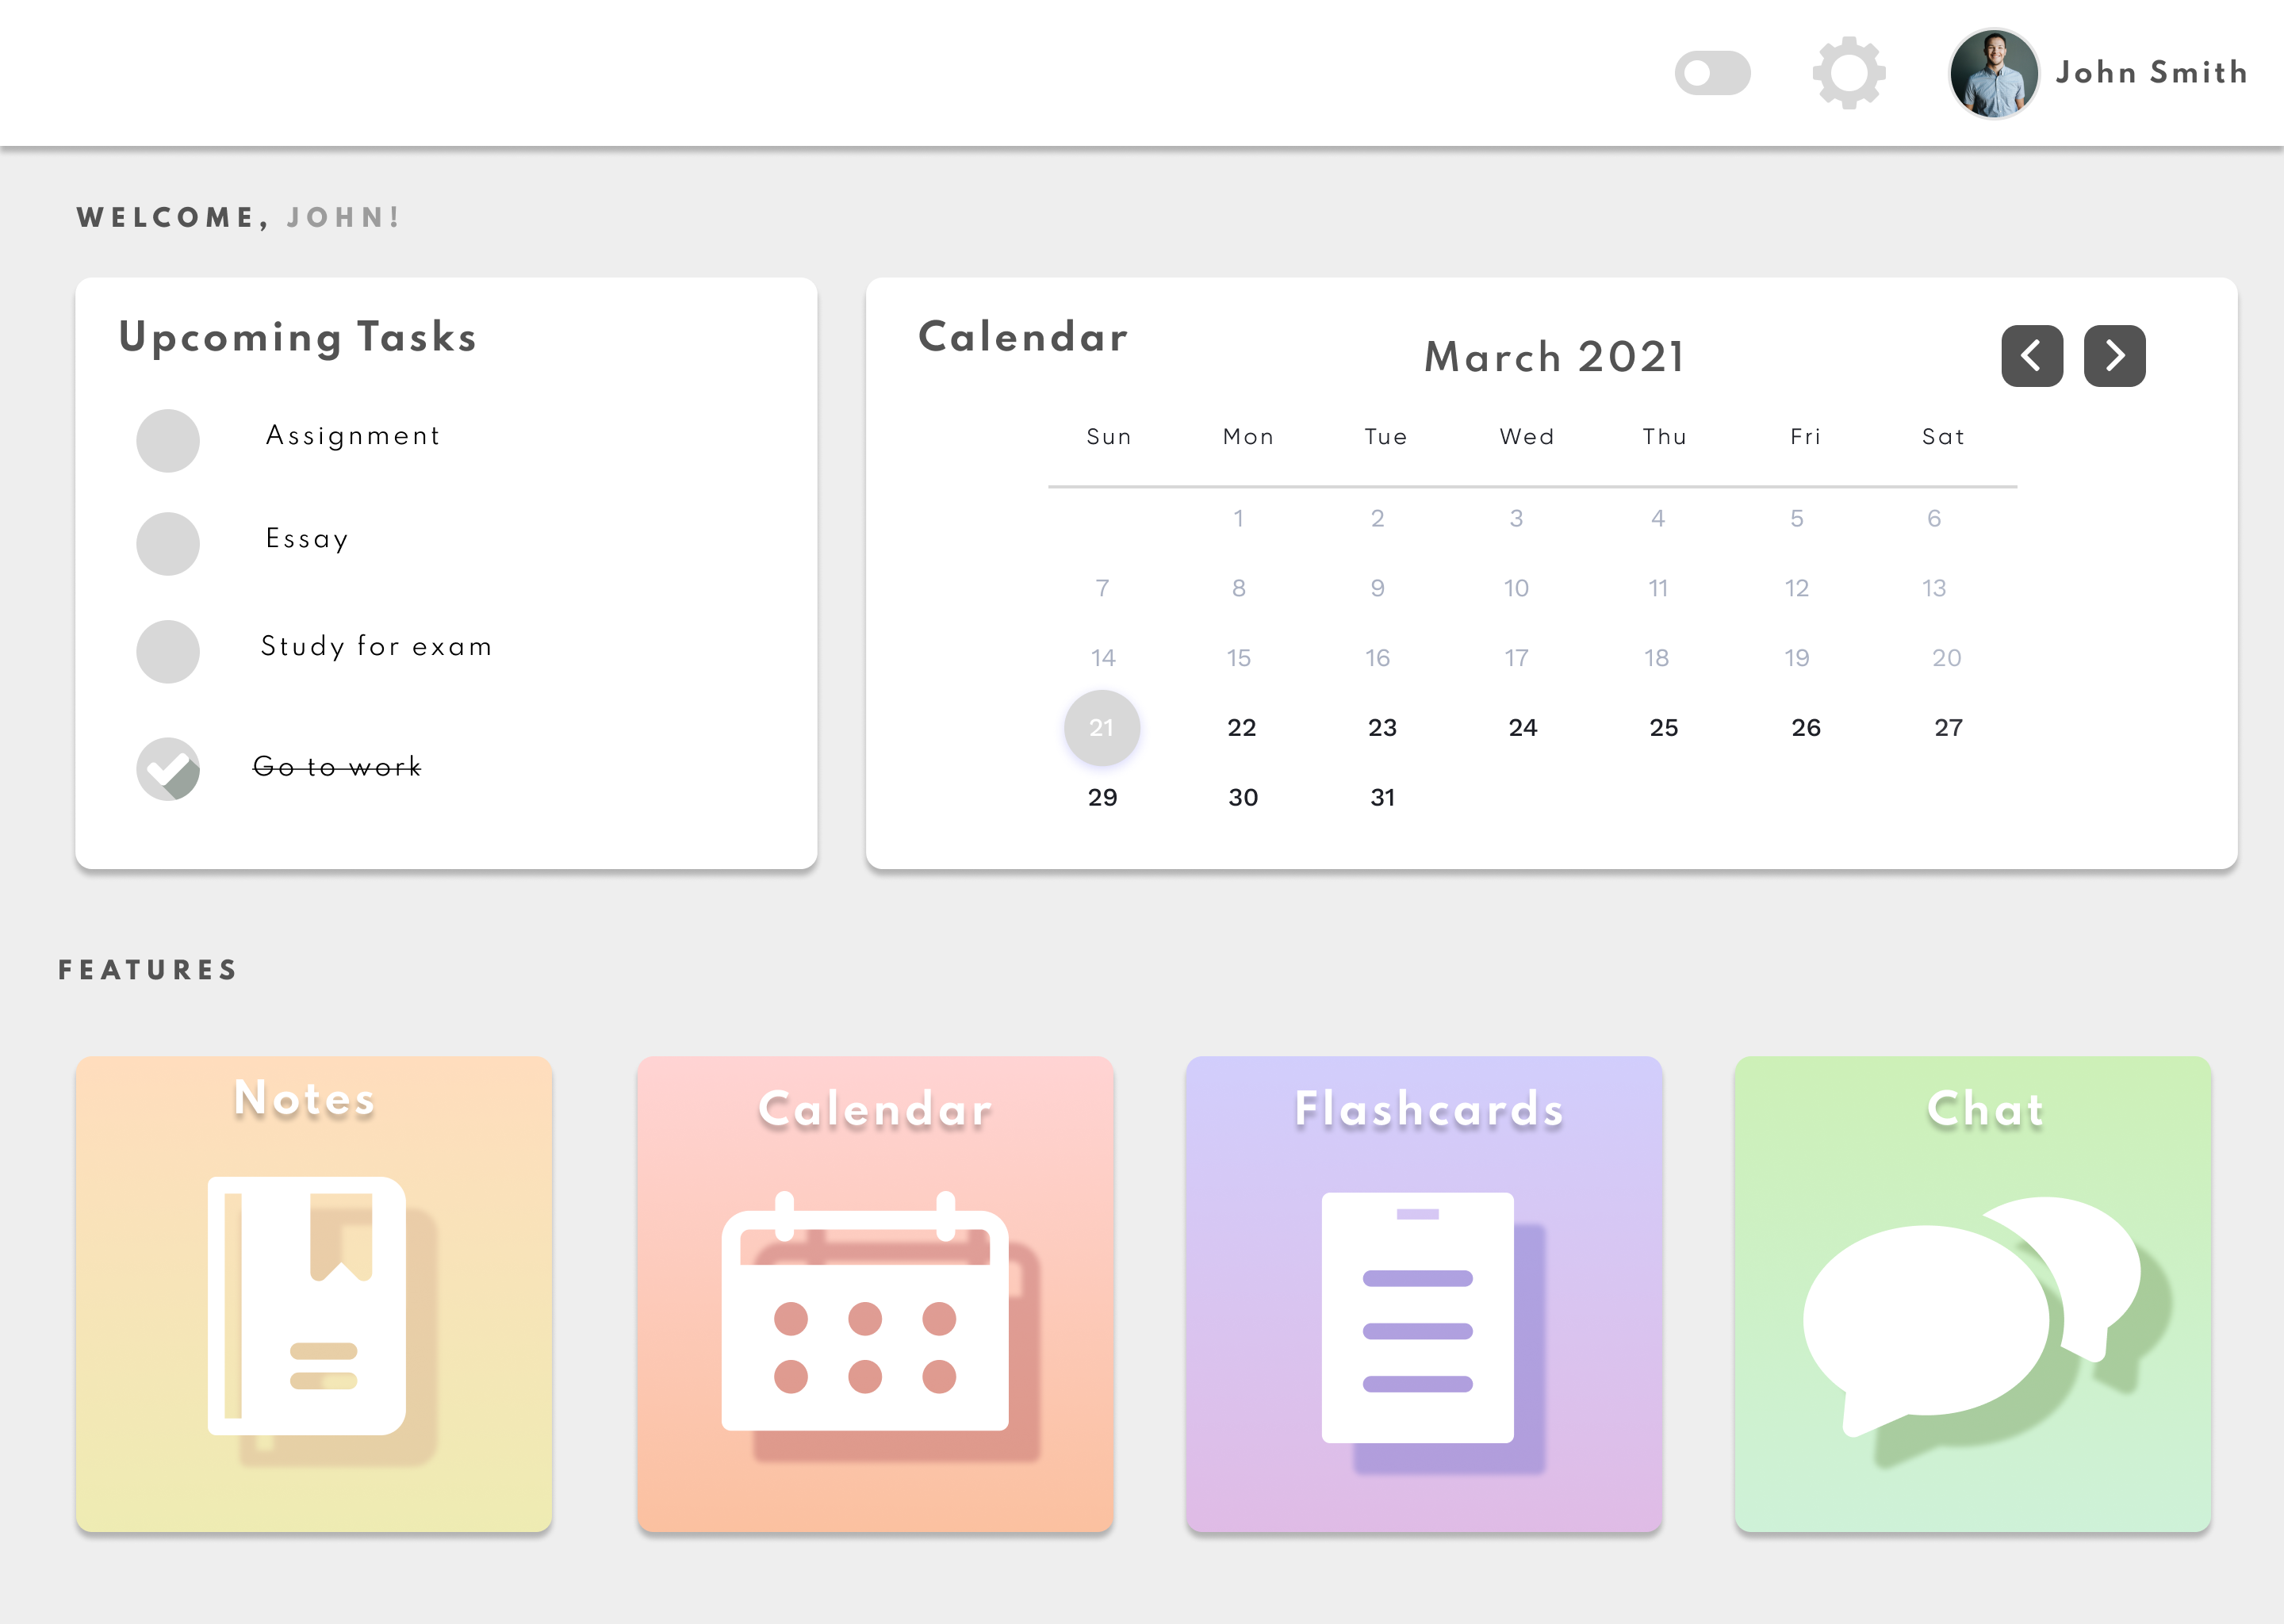 John Smith
WELCOME, JOHN!
Upcoming Tasks
Assignment
Essay
Study for exam
Go to work
Calendar
March 2021
Sun Mon Tue Wed Thu Fri Sat
1 2 3 4 5 6
7 8 9 10 11 12 13
14 15 16 17 18 19 20
21 22 23 24 25 26 27
29 30 31
FEATURES
Notes
Calendar
Flashcards
Chat